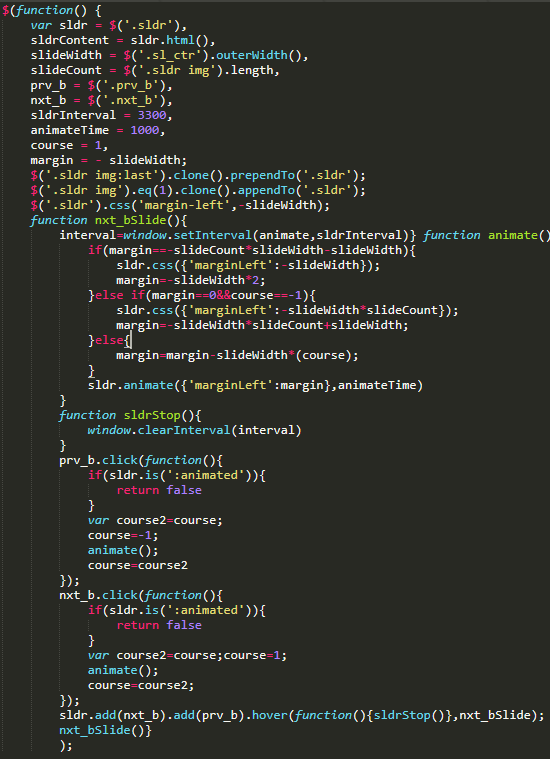 $(function() {
var sldr = $('.sldr'),
sldrContent = sldr.html(),
slideWidth = $('.sl_ctr').outerWidth(),
slideCount = $('.sldr img').length,
prv_b = $('.prv_b'),
nxt_b = $('.nxt_b'),
sldrInterval = 3300,
animateTime = 1000,
course = 1,
margin = - slideWidth;
$('.sldr img:last').clone().prependTo('.sldr');
$('.sldr img').eq(1).clone().appendTo('.sldr');
$('.sldr').css('margin-left',-slideWidth);
function nxt_bSlide(){
interval=window.setInterval(animate,sldrInterval)} function animate()
if(margin==-slideCount*slideWidth-slideWidth){
sldr.css({'marginLeft':-slideWidth});
margin=-slideWidth*2;
}else if(margin==0&&course==-1){
sldr.css({'marginLeft':-slideWidth*slideCount});
margin=-slideWidth*slideCount+slideWidth;
}else{
margin=margin-slideWidth*(course);
}
sldr.animate({'marginLeft':margin},animateTime)
}
function sldrStop(){
window.clearInterval(interval)
}
prv_b.click(function(){
if(sldr.is(':animated')){
return false
}
var course2=course;
course=-1;
animate();
course=course2
});
nxt_b.click(function(){
if(sldr.is(':animated')){
return false
}
var course2=course;course=1;
animate();
course=course2;
});
sldr.add(nxt_b).add(prv_b).hover(function(){sldrStop()},nxt_bSlide);
nxt_bSlide()}
);